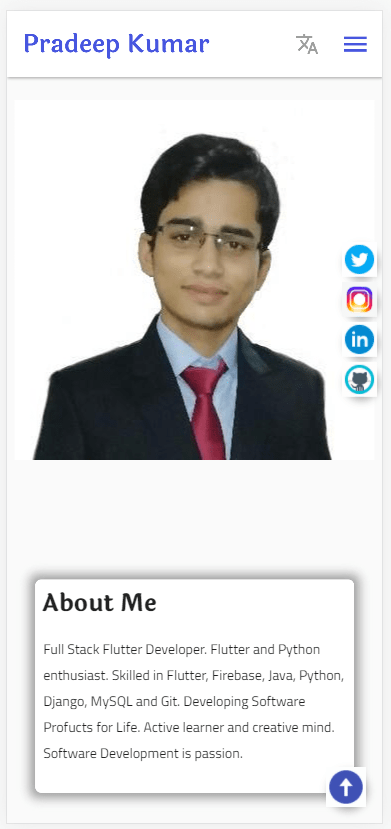 Pradeep Kumar
About Me
Full Stack Flutter Developer. Flutter and Python
enthusiast. Skilled in Flutter, Firebase, Java, Python,
Django, MySQL and Git. Developing Software
Profucts for Life. Active learner and creative mind.
Software Development is passion.